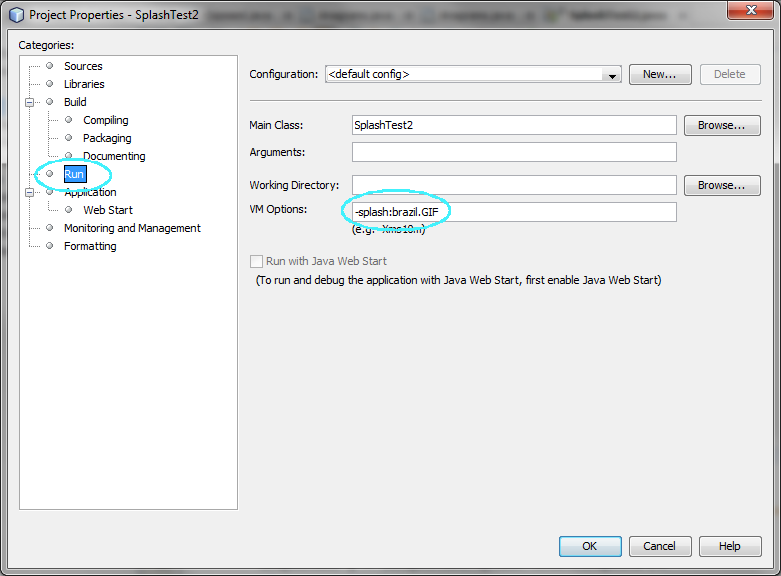 Project Properties - SplashTest2
Categories:
Sources
Libraries
Build
Compiling
Packaging
Documenting
Run
Application
Web Start
Monitoring and Management
Formatting
Configuration: <default config> New... Delete
Main Class: SplashTest2 Browse...
Arguments:
Working Directory: Browse...
VM Options: -splash:brazil.GIF
(e.g. -Xms10m)
Run with Java Web Start
(To run and debug the application with Java Web Start, first enable Java Web Start)
OK Cancel Help